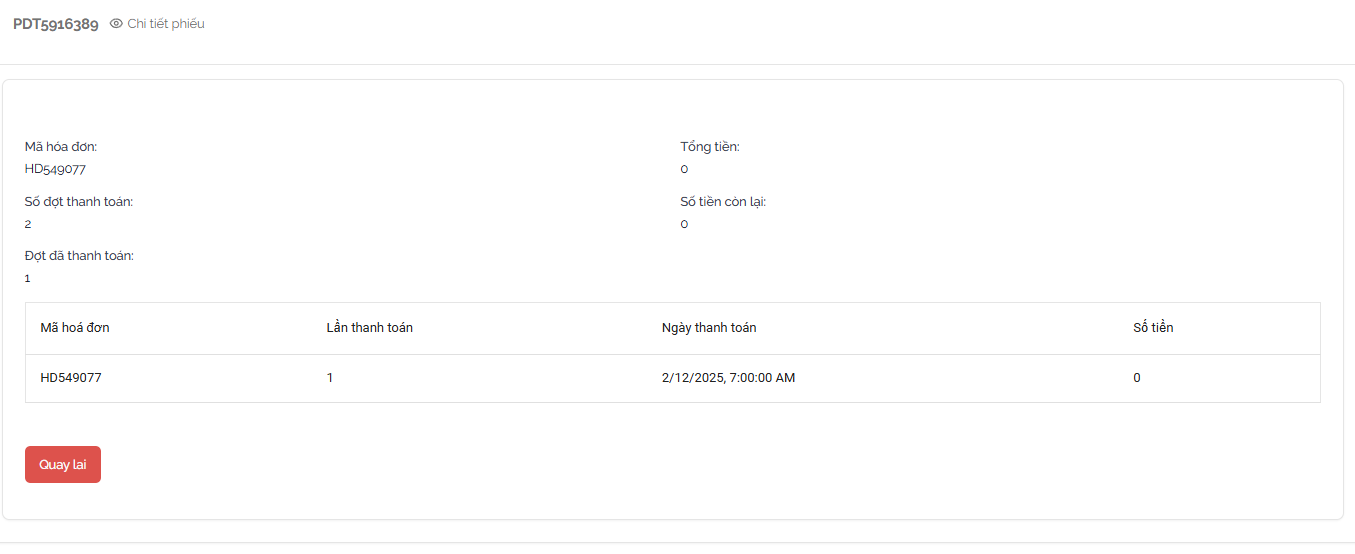 PDT5916389 Chi tiết phiếu
Mã hóa đơn:
HD549077
Tổng tiền:
0
Số đợt thanh toán:
2
Số tiền còn lại:
0
Đợt đã thanh toán:
1
Mã hoá đơn Lần thanh toán Ngày thanh toán Số tiền
HD549077 1 2/12/2025, 7:00:00 AM 0
Quay lai